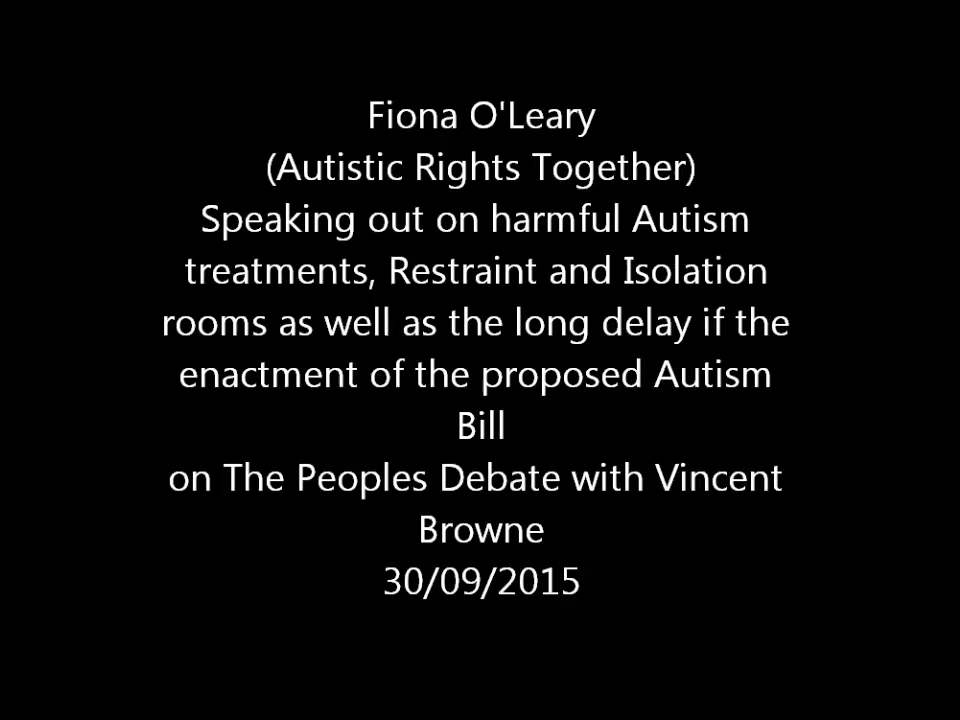 Fiona O'Leary
(Autistic Rights Together)
Speaking out on harmful Autism
treatments, Restraint and Isolation
rooms as well as the long delay if the
enactment of the proposed Autism
Bill
on The Peoples Debate with Vincent
Browne
30/09/2015